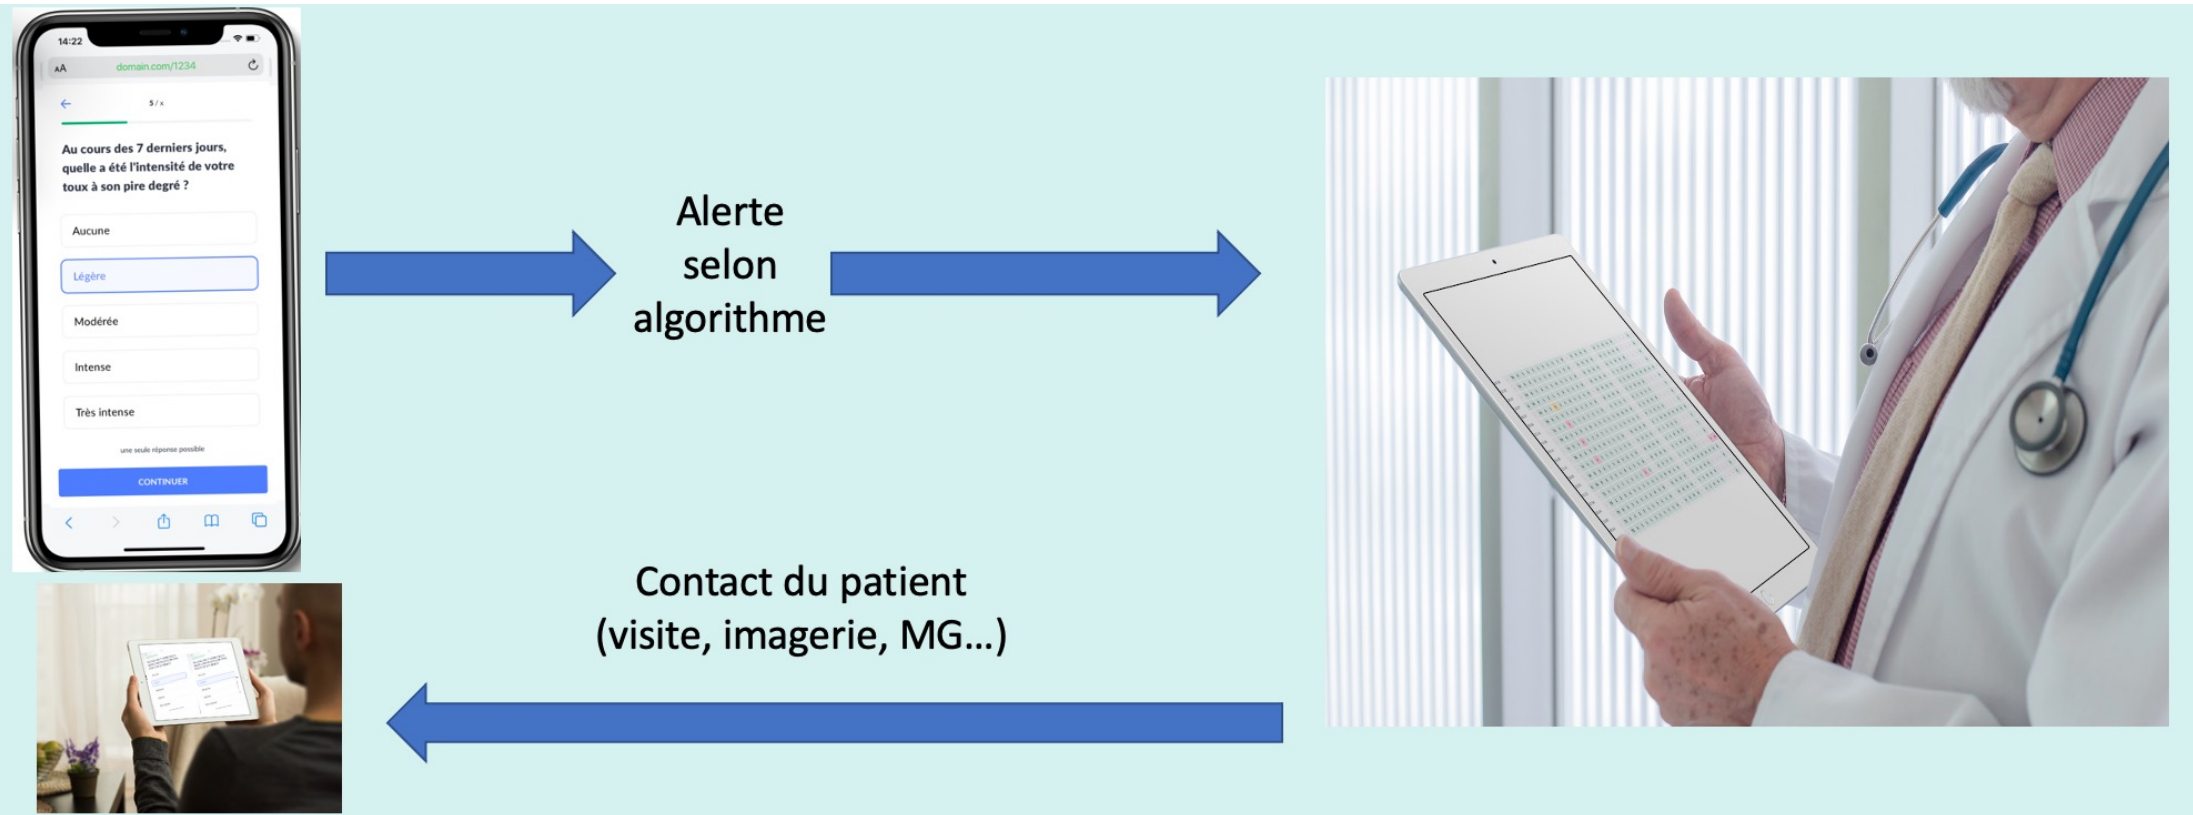 14:22
AA domain.com/1234
5 / x
Au cours des 7 derniers jours,
quelle a été l'intensité de votre
toux à son pire degré ?
Aucune
Légère
Modérée
Intense
Très intense
une seule réponse possible
CONTINUER
Alerte
selon
algorithme
Contact du patient
(visite, imagerie, MG...)